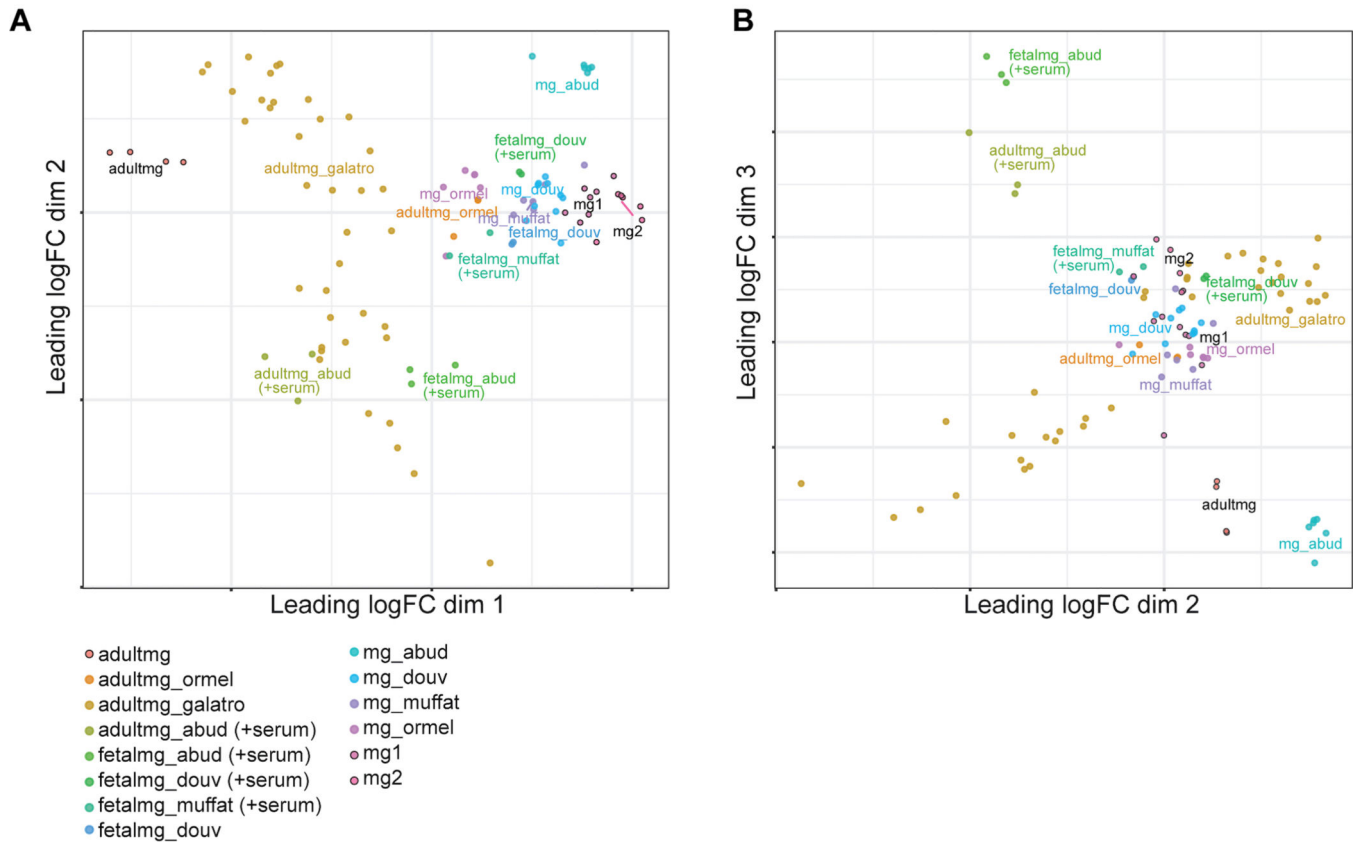 A
mg_abud
fetalmg_douv
(+serum)
adultmg
adultmg_galatro
mg_ormel
mg_douv
adultmg_ormel
mg1
mg_muffat
mg2
fetalmg_douv
fetalmg_muffat
(+serum)
adultmg_abud
(+serum)
fetalmg_abud
(+serum)
Leading logFC dim 2
Leading logFC dim 1
B
fetalmg_abud
(+serum)
adultmg_abud
(+serum)
fetalmg_muffat
(+serum)
mg2
fetalmg_douv
fetalmg_douv
(+serum)
adultmg_galatro
mg_douv
mg1
mg_ormel
adultmg_ormel
mg_muffat
adultmg
mg_abud
Leading logFC dim 3
Leading logFC dim 2
adultmg
adultmg_ormel
adultmg_galatro
adultmg_abud (+serum)
fetalmg_abud (+serum)
fetalmg_douv (+serum)
fetalmg_muffat (+serum)
fetalmg_douv
mg_abud
mg_douv
mg_muffat
mg_ormel
mg1
mg2